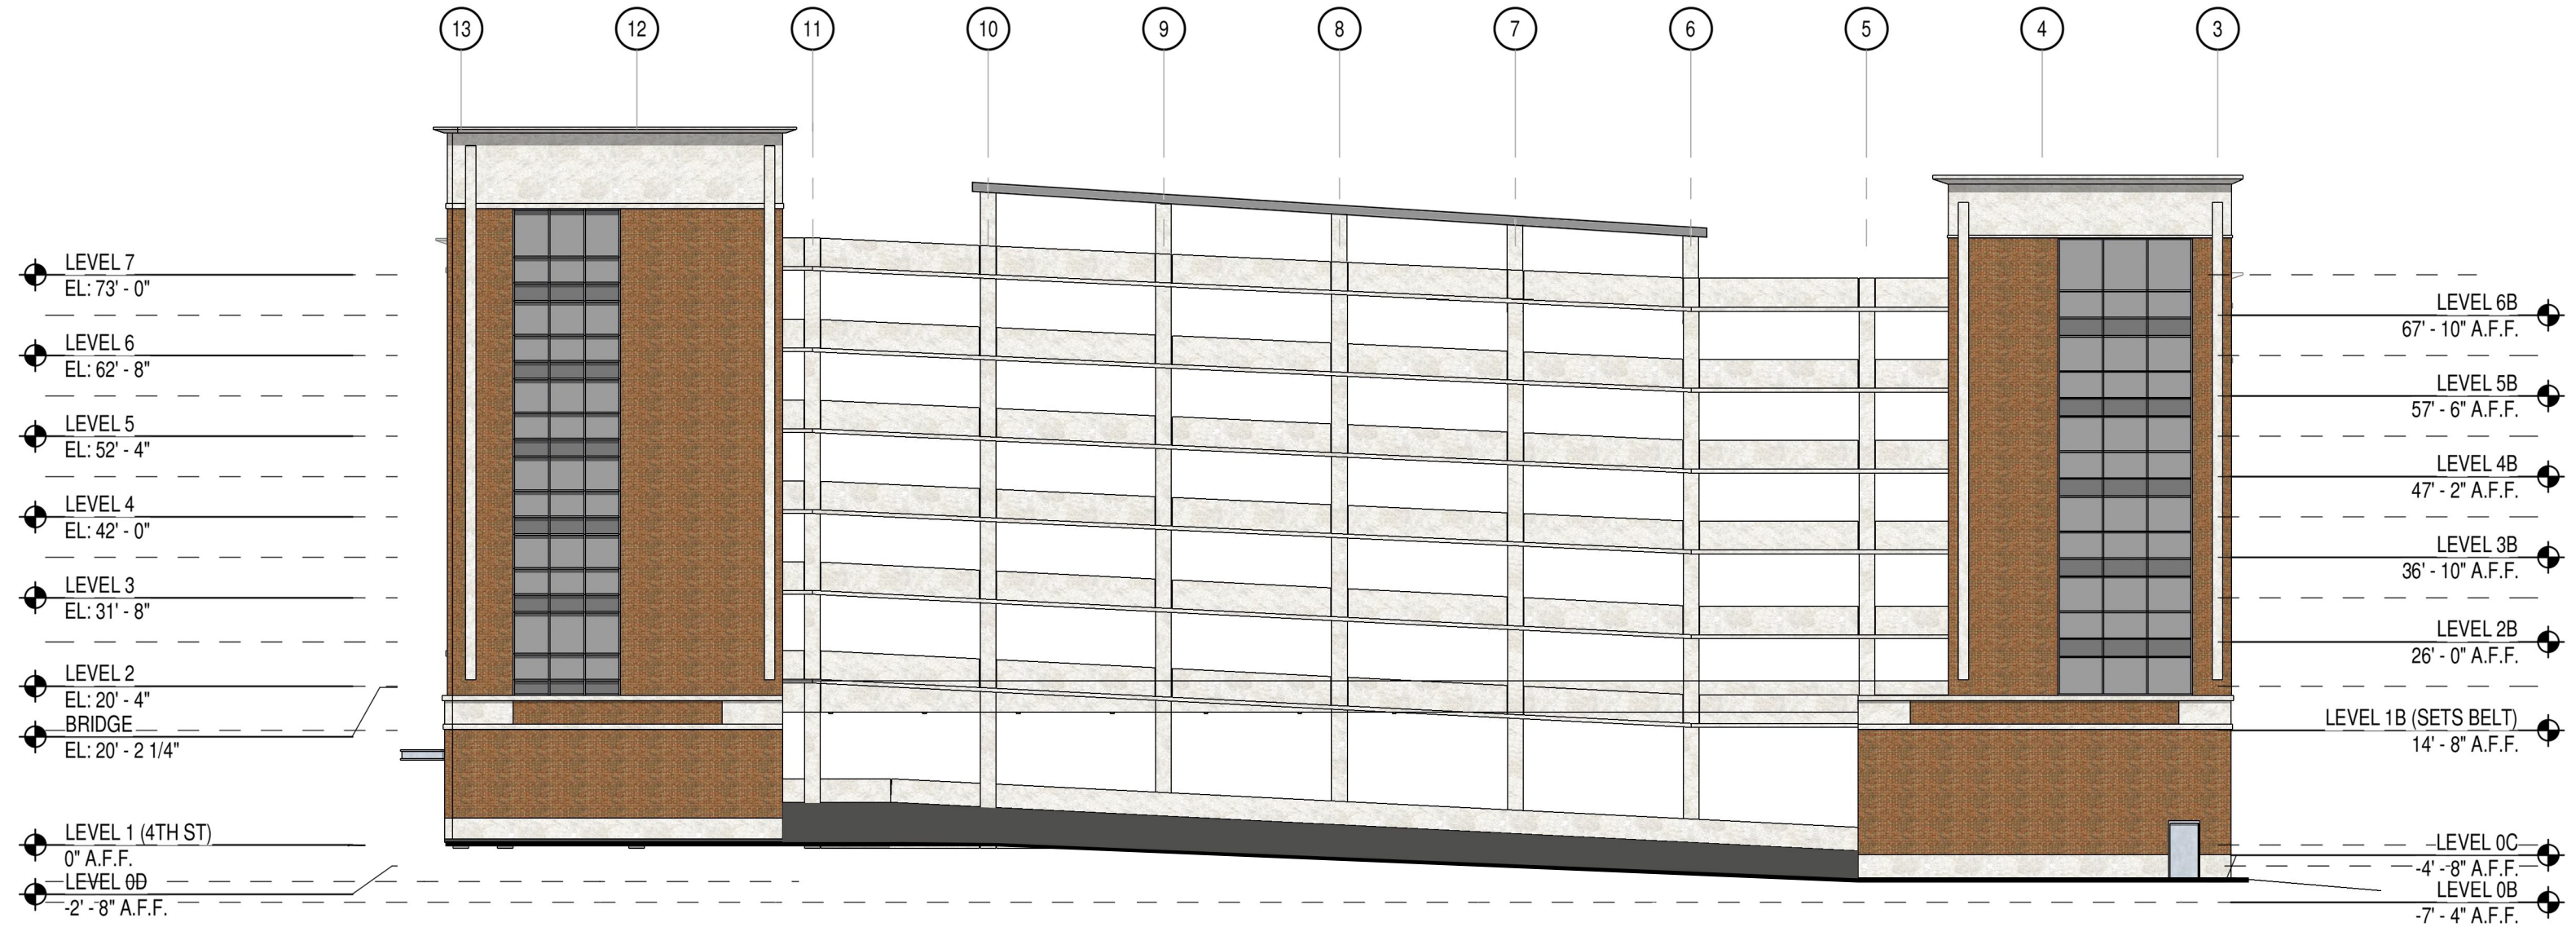 13 12 11 10 9 8 7 6 5 4 3
LEVEL 7
EL: 73' - 0"
LEVEL 6
EL: 62' - 8"
LEVEL 5
EL: 52' - 4"
LEVEL 4
EL: 42' - 0"
LEVEL 3
EL: 31' - 8"
LEVEL 2
EL: 20' - 4"
BRIDGE
EL: 20' - 2 1/4"
LEVEL 1 (4TH ST)
0" A.F.F.
LEVEL 0D
-2' - 8" A.F.F.
LEVEL 6B
67' - 10" A.F.F.
LEVEL 5B
57' - 6" A.F.F.
LEVEL 4B
47' - 2" A.F.F.
LEVEL 3B
36' - 10" A.F.F.
LEVEL 2B
26' - 0" A.F.F.
LEVEL 1B (SETS BELT)
14' - 8" A.F.F.
LEVEL 0C
-4' - 8" A.F.F.
LEVEL 0B
-7' - 4" A.F.F.